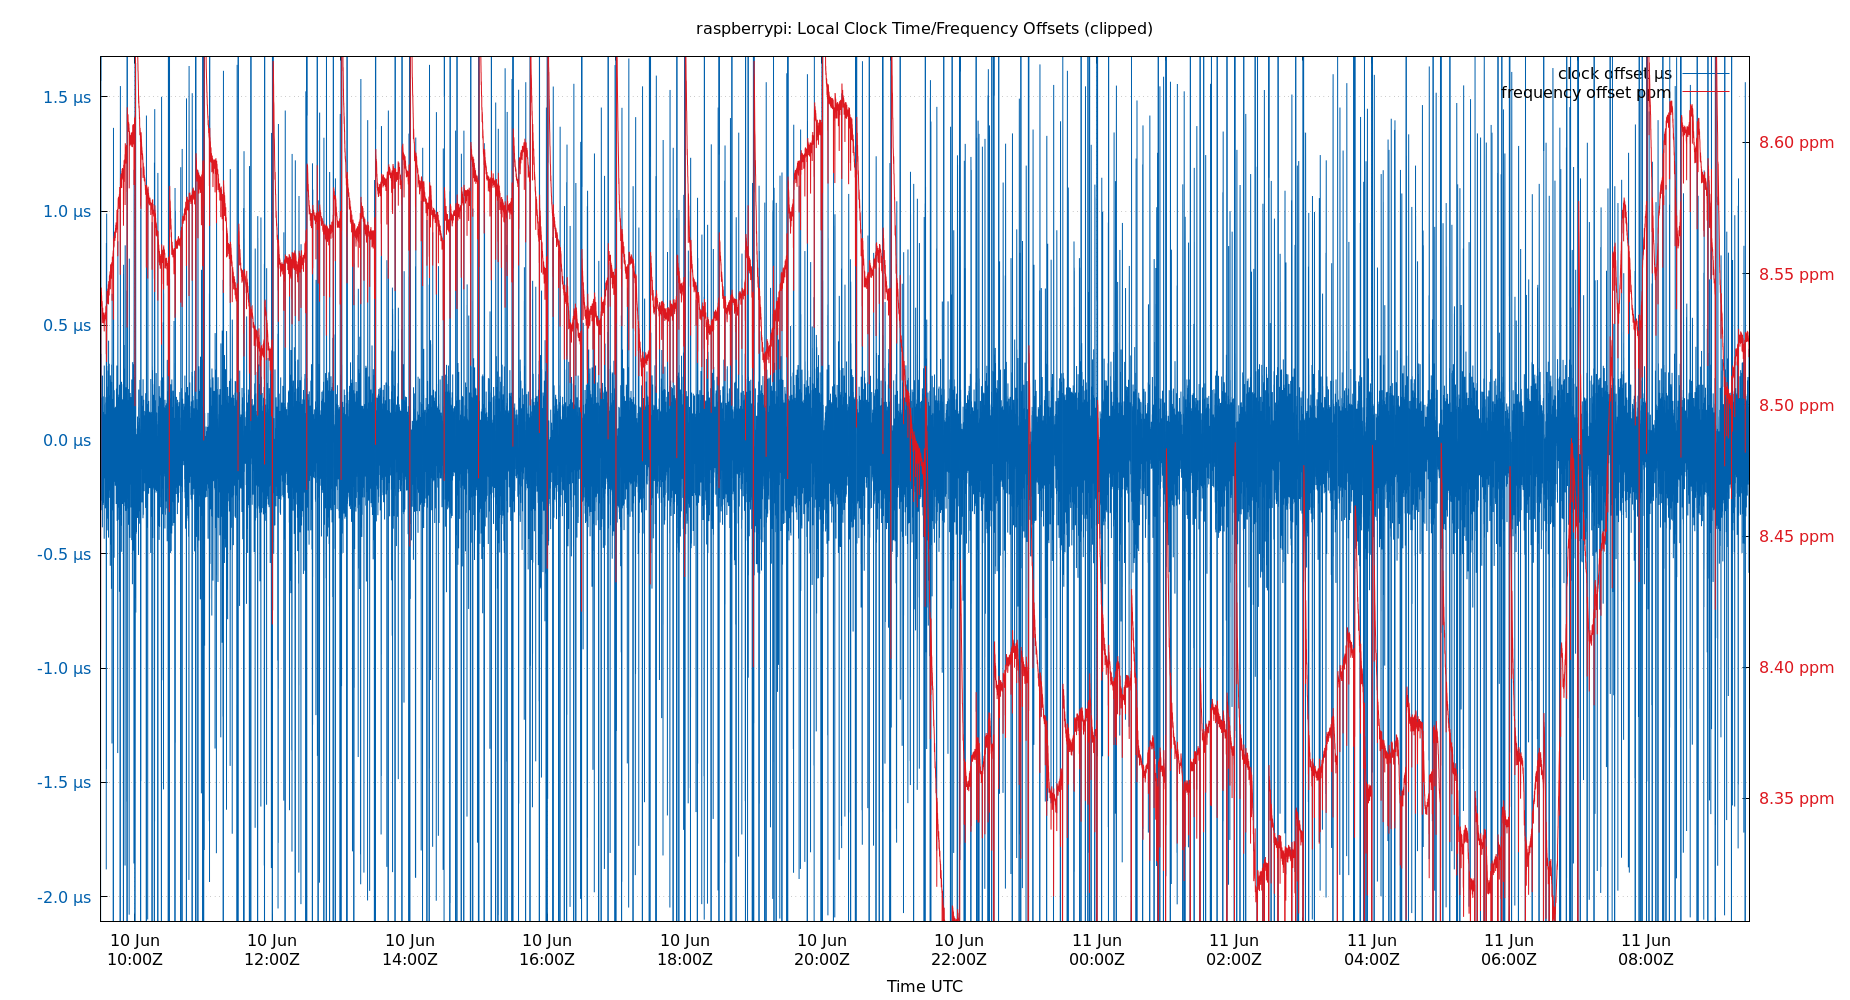 raspberrypi: Local Clock Time/Frequency Offsets (clipped)
clock offset µs
frequency offset ppm
1.5 µs
1.0 µs
0.5 µs
0.0 µs
-0.5 µs
-1.0 µs
-1.5 µs
-2.0 µs
8.60 ppm
8.55 ppm
8.50 ppm
8.45 ppm
8.40 ppm
8.35 ppm
10 Jun 10 Jun 10 Jun 10 Jun 10 Jun 10 Jun 10 Jun 11 Jun 11 Jun 11 Jun 11 Jun 11 Jun
10:00Z 12:00Z 14:00Z 16:00Z 18:00Z 20:00Z 22:00Z 00:00Z 02:00Z 04:00Z 06:00Z 08:00Z
Time UTC